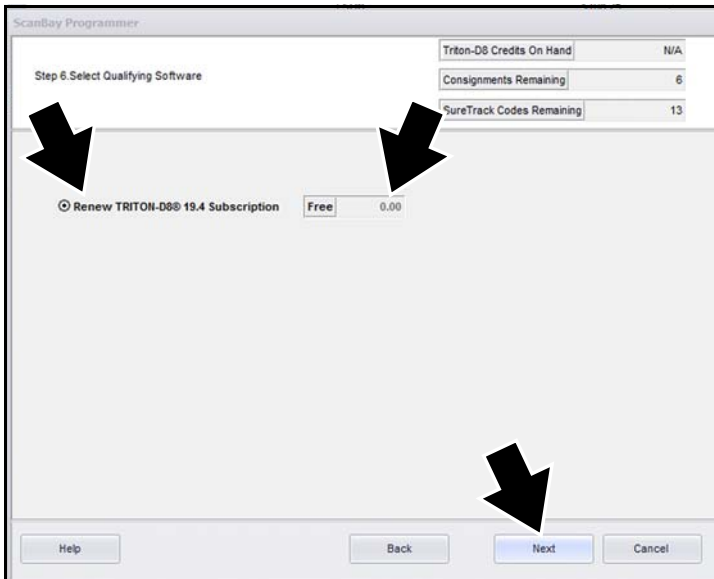 ScanBay Programmer
Step 6.Select Qualifying Software
Triton-D8 Credits On Hand N/A
Consignments Remaining 6
SureTrack Codes Remaining 13
Renew TRITON-D8® 19.4 Subscription Free 0.00
Help Back Next Cancel